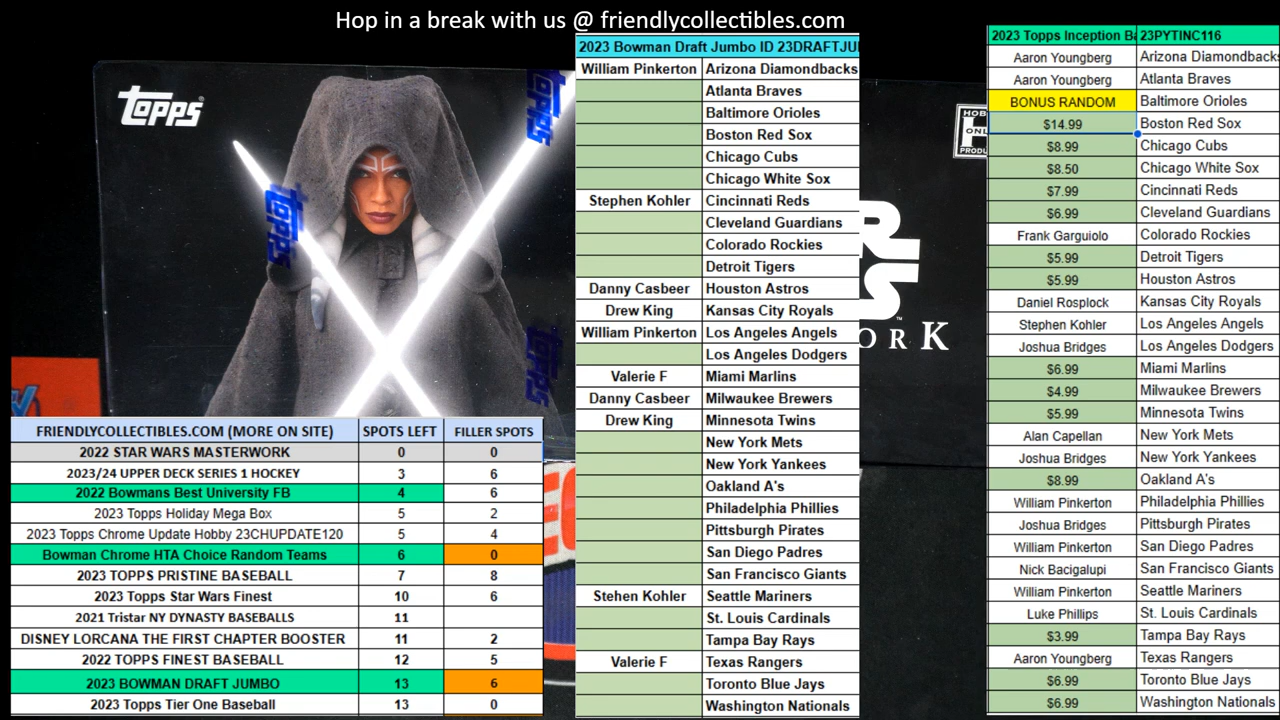 Hop in a break with us @ friendlycollectibles.com
topps
topps
topps
topps
HOB
ONL
PRODU
R
S
ORK
TM
FRIENDLYCOLLECTIBLES.COM (MORE ON SITE) SPOTS LEFT FILLER SPOTS
2022 STAR WARS MASTERWORK 0 0
2023/24 UPPER DECK SERIES 1 HOCKEY 3 6
2022 Bowmans Best University FB 4 6
2023 Topps Holiday Mega Box 5 2
2023 Topps Chrome Update Hobby 23CHUPDATE120 5 4
Bowman Chrome HTA Choice Random Teams 6 0
2023 TOPPS PRISTINE BASEBALL 7 8
2023 Topps Star Wars Finest 10 6
2021 Tristar NY DYNASTY BASEBALLS 11
DISNEY LORCANA THE FIRST CHAPTER BOOSTER 11 2
2022 TOPPS FINEST BASEBALL 12 5
2023 BOWMAN DRAFT JUMBO 13 6
2023 Topps Tier One Baseball 13 0
2023 Bowman Draft Jumbo ID 23DRAFTJU
William Pinkerton Arizona Diamondbacks
Atlanta Braves
Baltimore Orioles
Boston Red Sox
Chicago Cubs
Chicago White Sox
Stephen Kohler Cincinnati Reds
Cleveland Guardians
Colorado Rockies
Detroit Tigers
Danny Casbeer Houston Astros
Drew King Kansas City Royals
William Pinkerton Los Angeles Angels
Los Angeles Dodgers
Valerie F Miami Marlins
Danny Casbeer Milwaukee Brewers
Drew King Minnesota Twins
New York Mets
New York Yankees
Oakland A's
Philadelphia Phillies
Pittsburgh Pirates
San Diego Padres
San Francisco Giants
Stehen Kohler Seattle Mariners
St. Louis Cardinals
Tampa Bay Rays
Valerie F Texas Rangers
Toronto Blue Jays
Washington Nationals
2023 Topps Inception Ba 23PYTINC116
Aaron Youngberg Arizona Diamondbacks
Aaron Youngberg Atlanta Braves
BONUS RANDOM Baltimore Orioles
$14.99 Boston Red Sox
$8.99 Chicago Cubs
$8.50 Chicago White Sox
$7.99 Cincinnati Reds
$6.99 Cleveland Guardians
Frank Garguiolo Colorado Rockies
$5.99 Detroit Tigers
$5.99 Houston Astros
Daniel Rosplock Kansas City Royals
Stephen Kohler Los Angeles Angels
Joshua Bridges Los Angeles Dodgers
$6.99 Miami Marlins
$4.99 Milwaukee Brewers
$5.99 Minnesota Twins
Alan Capellan New York Mets
Joshua Bridges New York Yankees
$8.99 Oakland A's
William Pinkerton Philadelphia Phillies
Joshua Bridges Pittsburgh Pirates
William Pinkerton San Diego Padres
Nick Bacigalupi San Francisco Giants
William Pinkerton Seattle Mariners
Luke Phillips St. Louis Cardinals
$3.99 Tampa Bay Rays
Aaron Youngberg Texas Rangers
$6.99 Toronto Blue Jays
$6.99 Washington Nationals